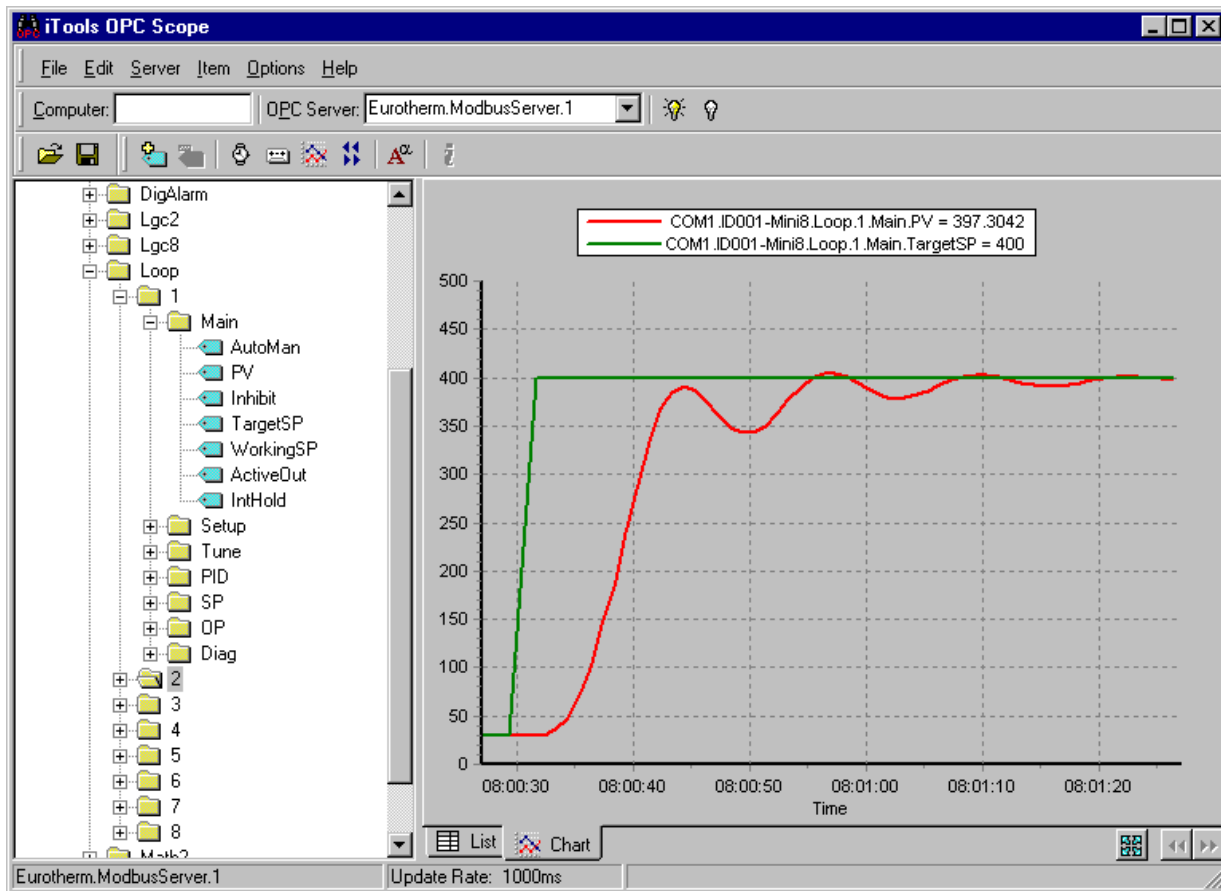 iTools OPC Scope
File Edit Server Item Options Help
Computer: OPC Server: Eurotherm.ModbusServer.1
DigAlarm
Lgc2
Lgc8
Loop
1
Main
AutoMan
PV
Inhibit
TargetSP
WorkingSP
ActiveOut
IntHold
Setup
Tune
PID
SP
OP
Diag
2
3
4
5
6
7
8
Math2
COM1.ID001-Mini8.Loop.1.Main.PV = 397.3042
COM1.ID001-Mini8.Loop.1.Main.TargetSP = 400
500
450
400
350
300
250
200
150
100
50
0
08:00:30 08:00:40 08:00:50 08:01:00 08:01:10 08:01:20
Time
List Chart
Eurotherm.ModbusServer.1 Update Rate: 1000ms